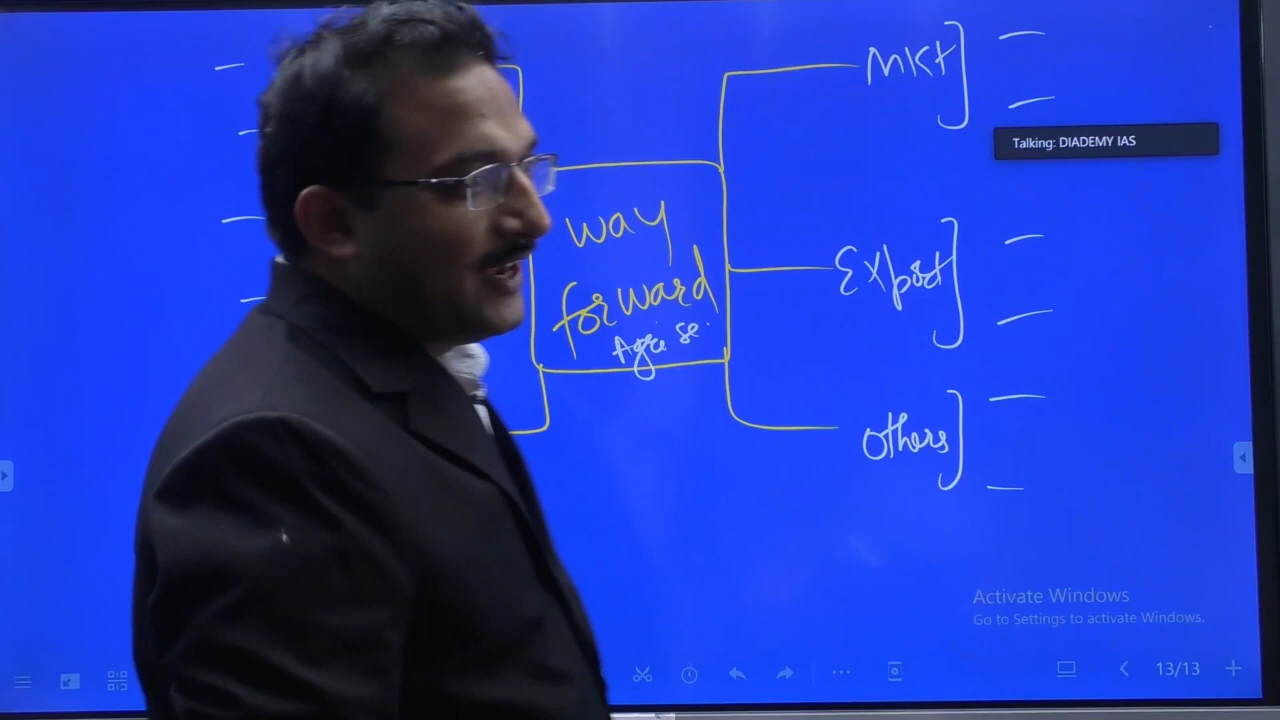 MKt
Talking: DIADEMY IAS
way
forward
Agri se.
Export
Others
Activate Windows
Go to Settings to activate Windows.
13/13